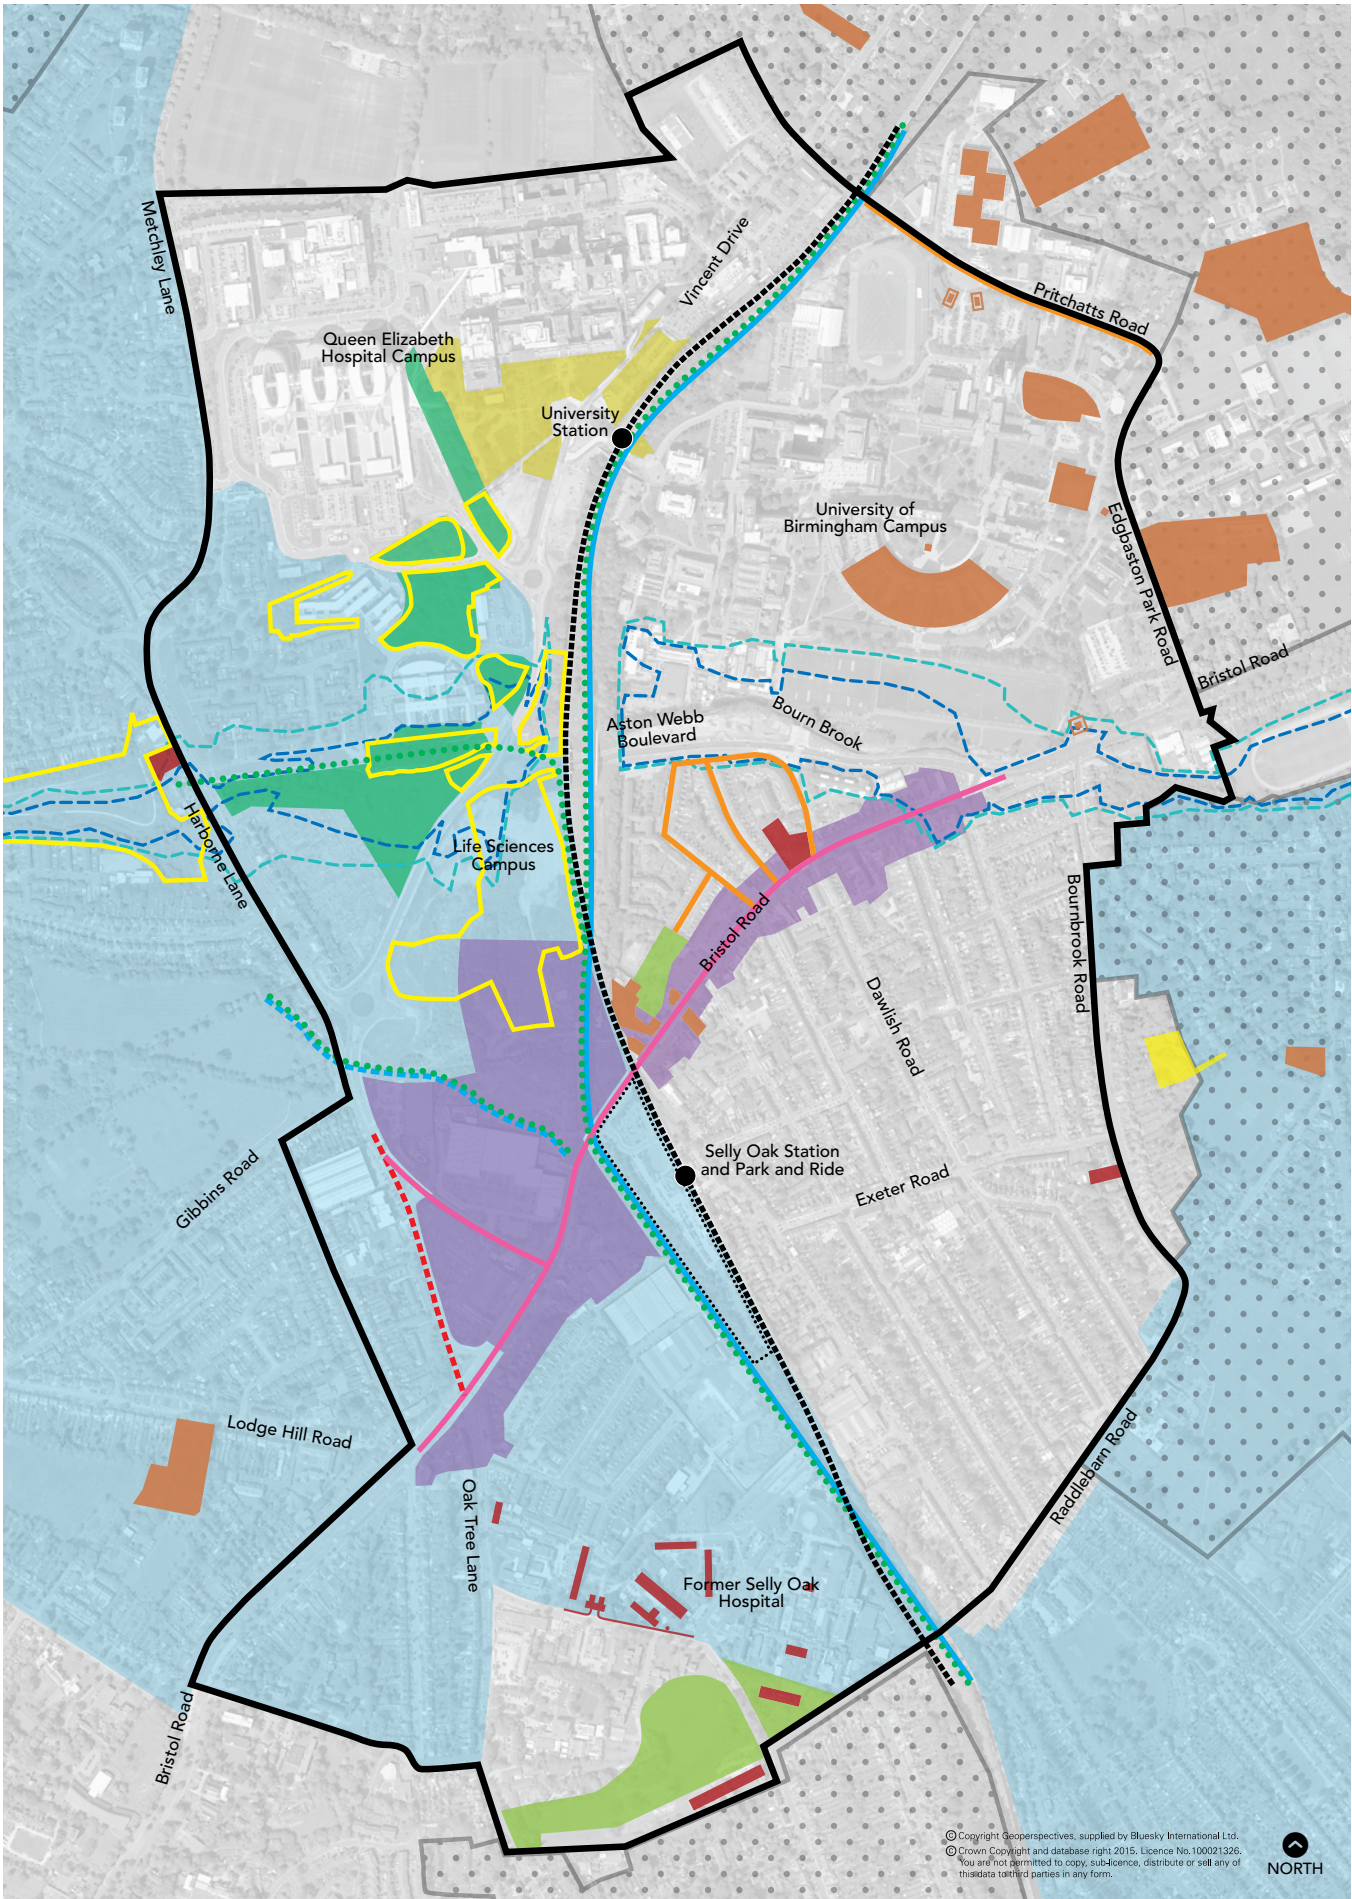 Metchley Lane
Vincent Drive
Pritchatts Road
Queen Elizabeth
Hospital Campus
University
Station
University of
Birmingham Campus
Edgbaston Park Road
Bristol Road
Aston Webb
Boulevard
Bourn Brook
Harborne Lane
Life Sciences
Campus
Bristol Road
Bournbrook Road
Dawlish Road
Selly Oak Station
and Park and Ride
Exeter Road
Gibbins Road
Lodge Hill Road
Raddlebarn Road
Oak Tree Lane
Former Selly Oak
Hospital
Bristol Road
© Copyright Geoperspectives, supplied by Bluesky International Ltd.
© Crown Copyright and database right 2015. Licence No.100021326.
You are not permitted to copy, sub-licence, distribute or sell any of
this data to third parties in any form.
NORTH